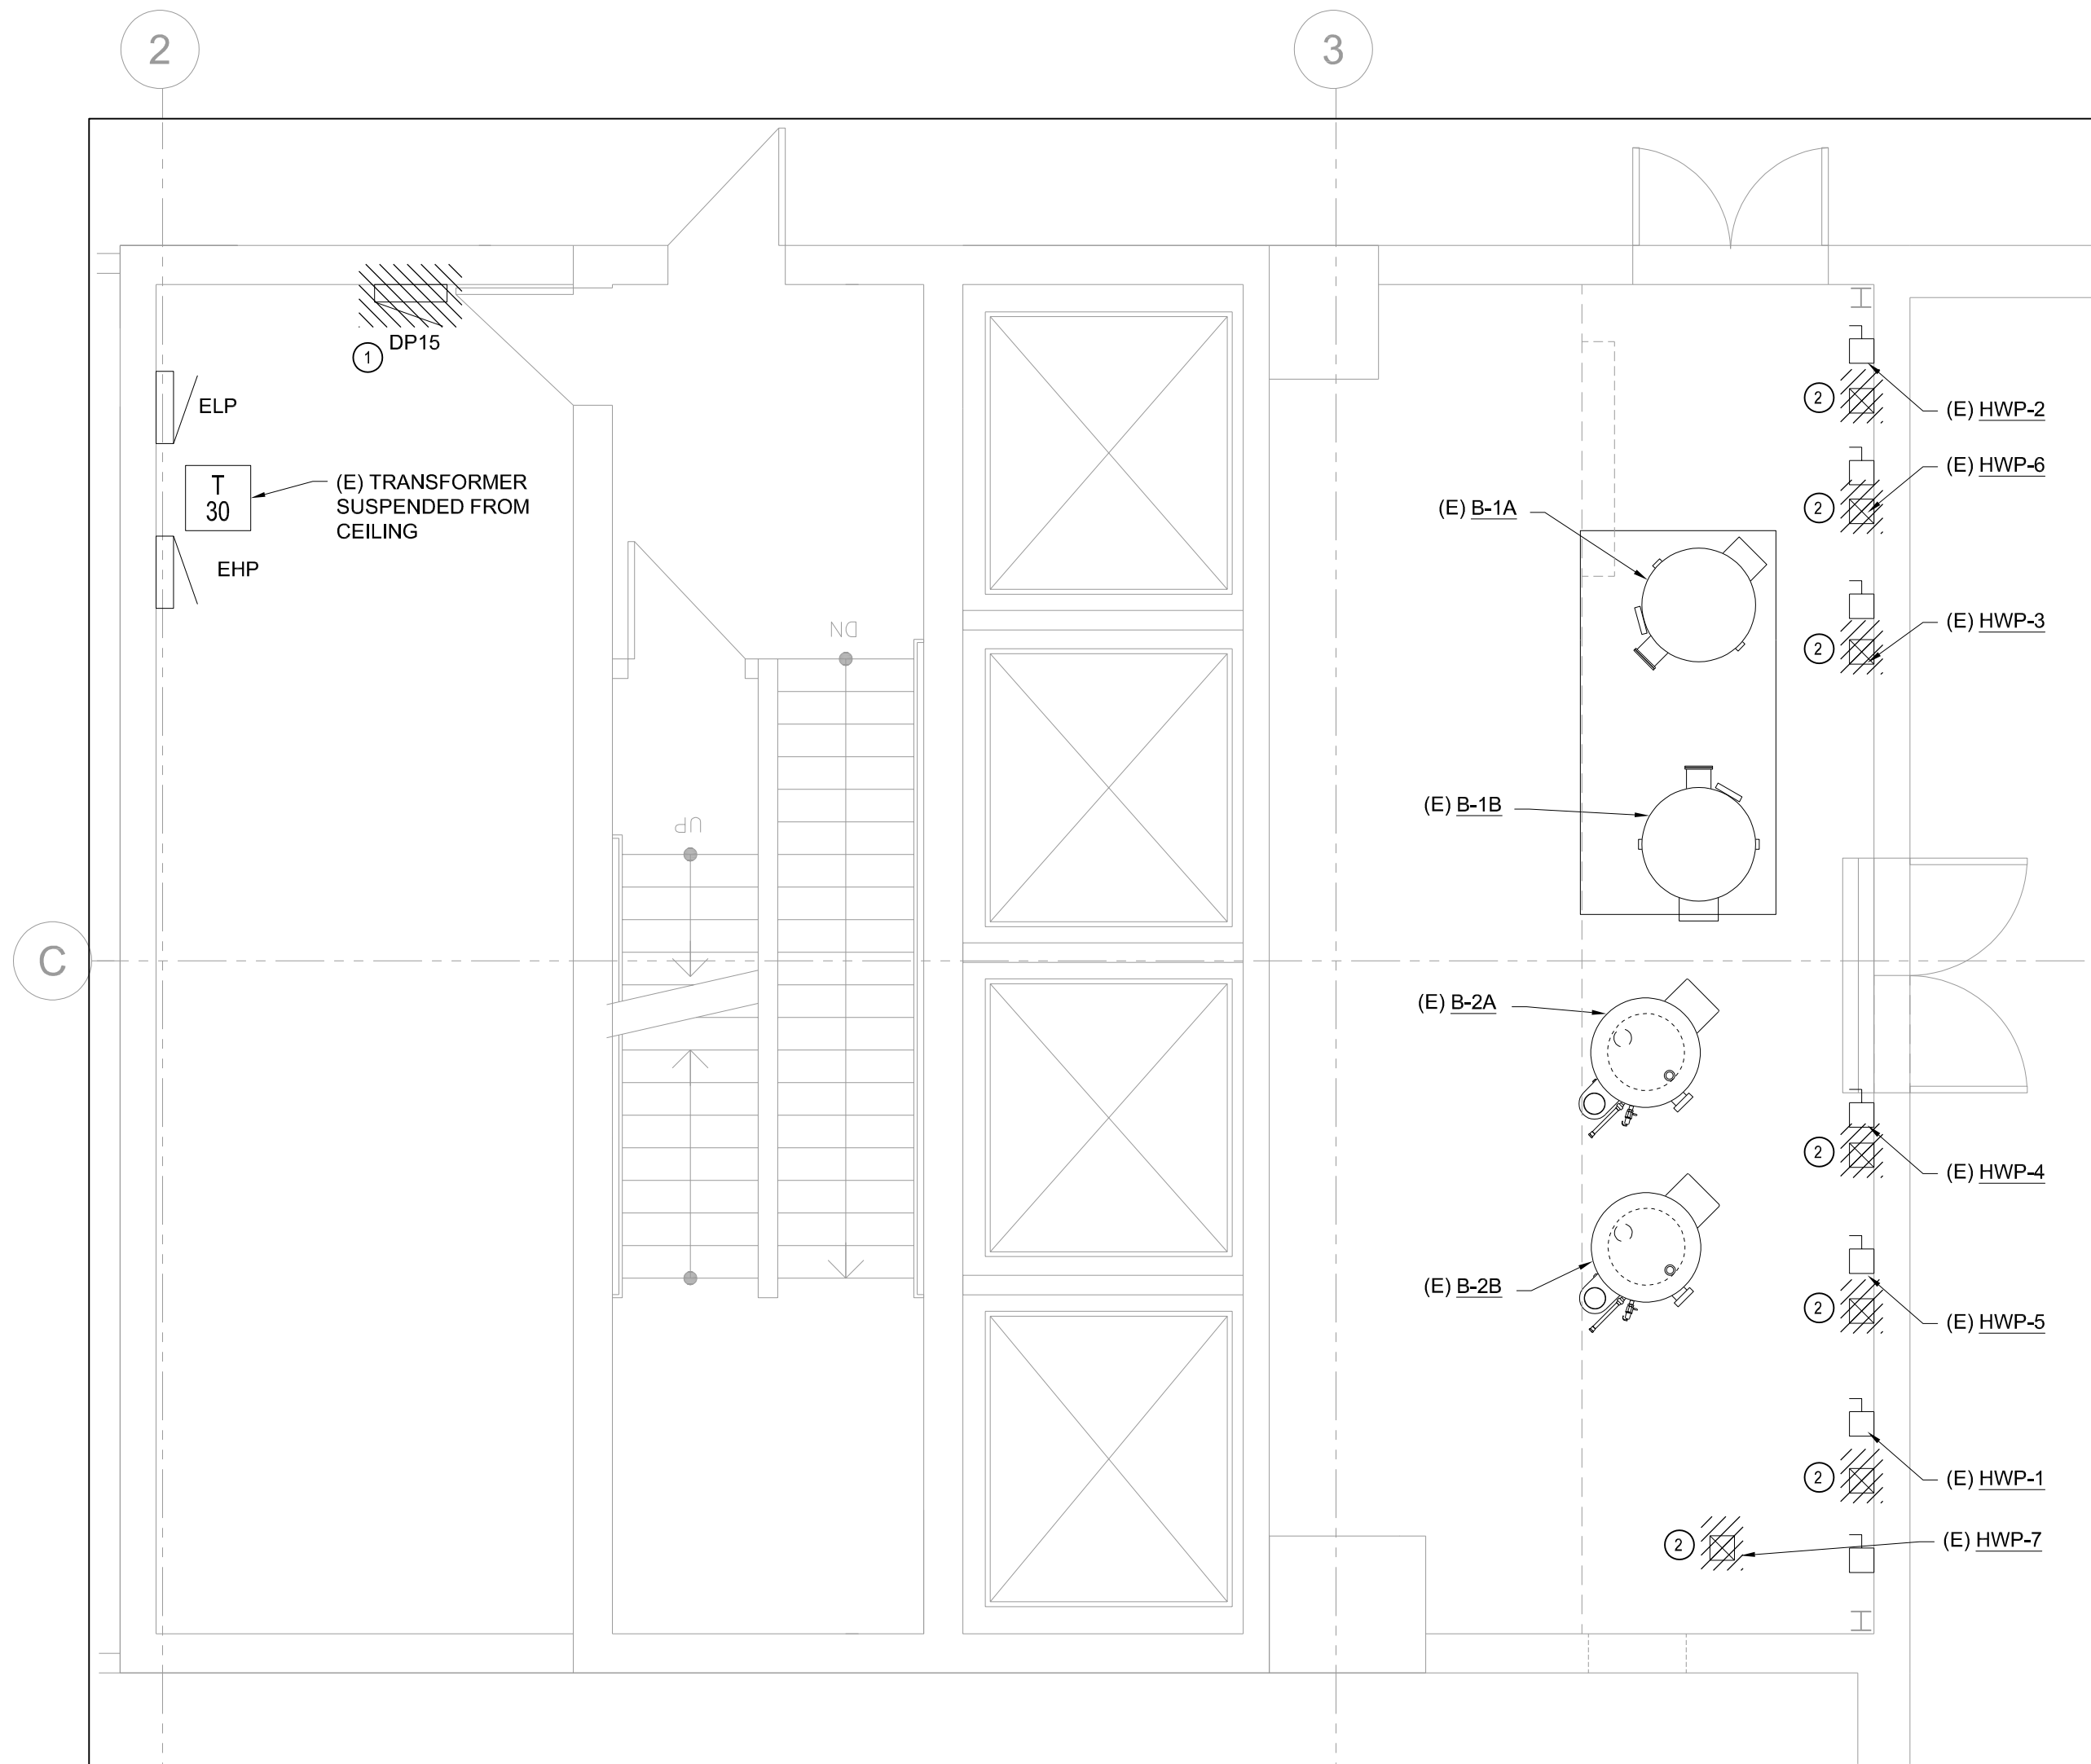 2
3
DP15
1
ELP
T
30
(E) TRANSFORMER
SUSPENDED FROM
CEILING
EHP
DN
UP
C
(E) B-1A
(E) B-1B
(E) B-2A
(E) B-2B
2
(E) HWP-2
(E) HWP-6
2
(E) HWP-3
2
2
(E) HWP-4
2
(E) HWP-5
2
(E) HWP-1
2
(E) HWP-7